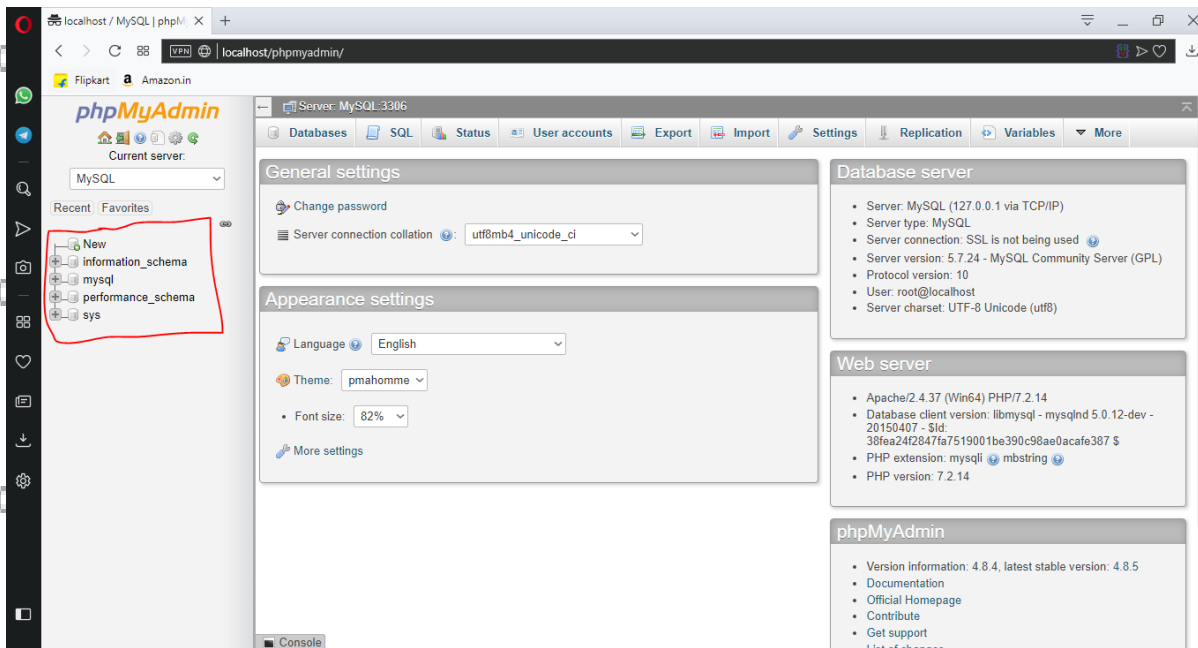 localhost / MySQL | phpM
VPN localhost/phpmyadmin/
Flipkart a Amazon.in
phpMyAdmin
Current server:
MySQL
Recent Favorites
New
information_schema
mysql
performance_schema
sys
Server: MySQL:3306
Databases SQL Status User accounts Export Import Settings Replication Variables More
General settings
Change password
Server connection collation : utf8mb4_unicode_ci
Appearance settings
Language English
Theme: pmahomme
• Font size: 82%
More settings
Database server
• Server: MySQL (127.0.0.1 via TCP/IP)
• Server type: MySQL
• Server connection: SSL is not being used
• Server version: 5.7.24 - MySQL Community Server (GPL)
• Protocol version: 10
• User: root@localhost
• Server charset: UTF-8 Unicode (utf8)
Web server
• Apache/2.4.37 (Win64) PHP/7.2.14
• Database client version: libmysql - mysqlnd 5.0.12-dev -
20150407 - $Id:
38fea24f2847fa7519001be390c98ae0acafe387 $
• PHP extension: mysqli mbstring
• PHP version: 7.2.14
phpMyAdmin
• Version information: 4.8.4, latest stable version: 4.8.5
• Documentation
• Official Homepage
• Contribute
• Get support
• List of changes
Console